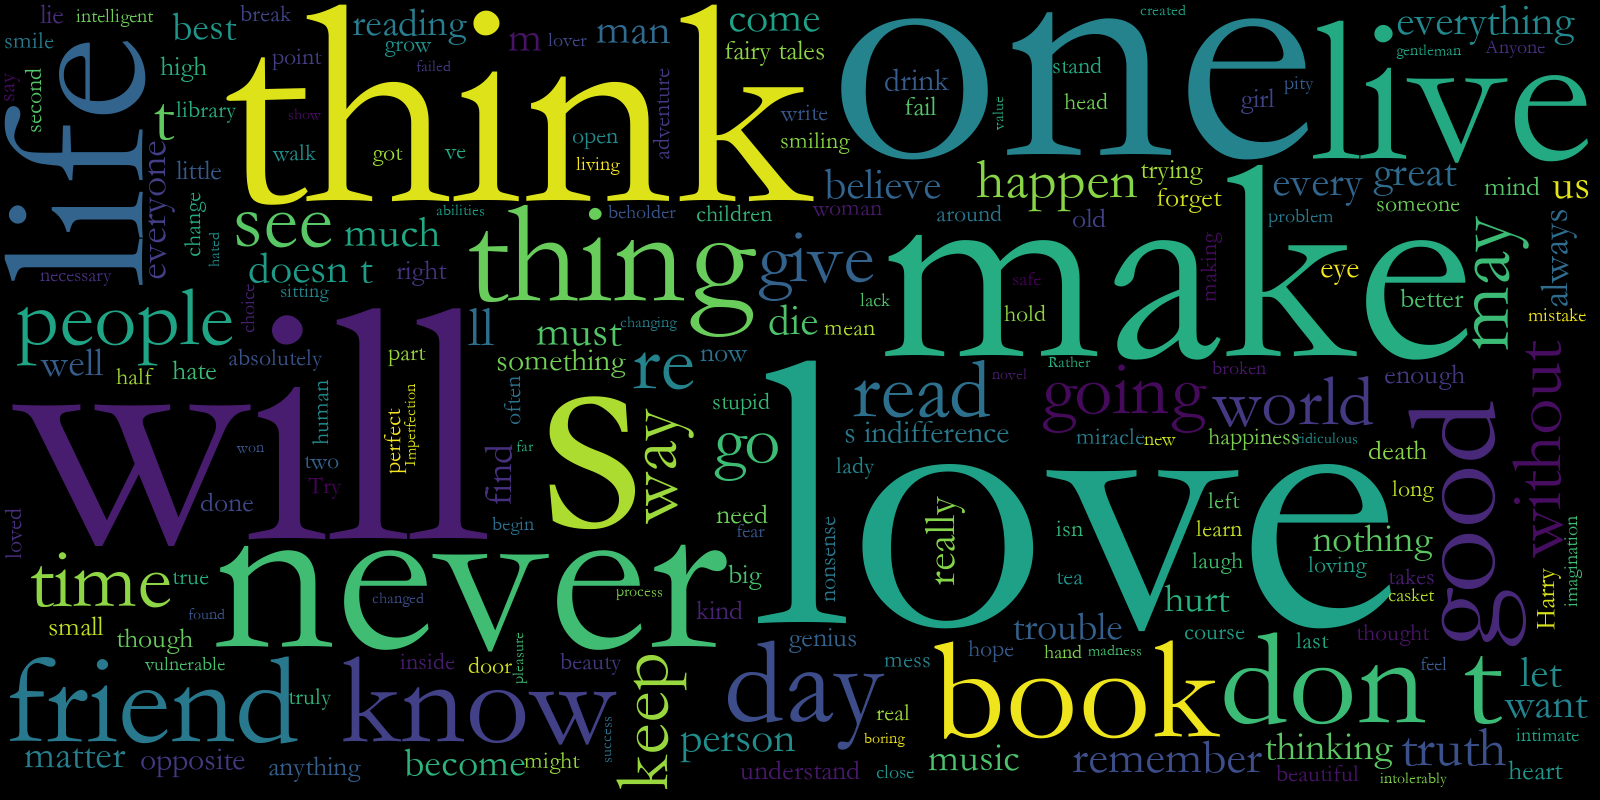 lie
intelligent
break
reading
m
lover
man
come
created
everything
smile
best
grow
fairy tales
one
live
gentleman
Anyone
life
think
point
failed
high
say
second
library
t
show
walk
got
ve
open
living
adventure
write
smiling
drink
fail
value
stand
head
girl
pity
everyone
little
believe
happen
trying
forget
every
great
mind
us
someone
change
hated
see
much
abilities
thing
beholder
children
woman
around
old
problem
make
may
always
necessary
doesn t
right
give
safe
making
eye
better
choice
sitting
lack
hold
mistake
people
will
ll
must
changing
die
mean
well
absolutely
part
something
re
now
Rather
broken
enough
half
hate
human
perfect
Imperfection
often
s
way
stupid
read
novel
going
world
good
without
go
s indifference
miracle
new
happiness
ridiculous
won
two
far
love
lady
death
Try
find
done
begin
need
fear
really
left
long
loved
nonsense
isn
learn
nothing
never
time
true
big
tea
laugh
loving
imagination
changed
process
takes
casket
Harry
found
kind
hurt
small
though
genius
trouble
course
last
thought
pleasure
vulnerable
inside
door
beauty
keep
day
mess
hope
hand
madness
book
don t
feel
let
friend
truly
know
success
real
want
matter
opposite
anything
become
might
person
boring
music
remember
thinking
truth
intimate
understand
close
beautiful
intolerably
heart